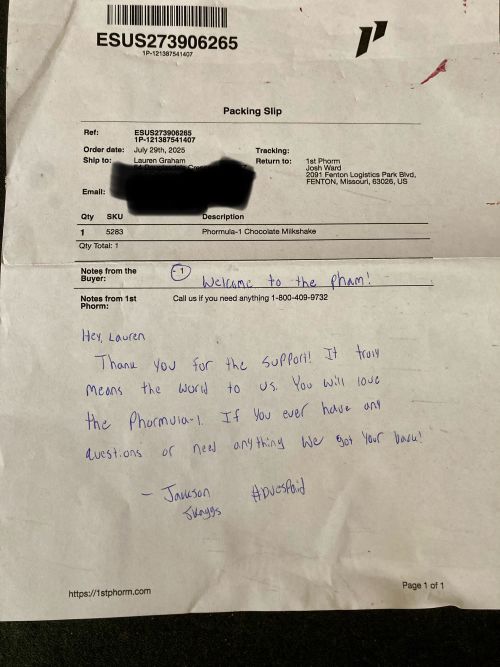 ESUS273906265
1P-121387541407
Packing Slip
Ref: ESUS273906265
1P-121387541407
Order date: July 29th, 2025 Tracking:
Ship to: Lauren Graham Return to: 1st Phorm
Josh Ward
2091 Fenton Logistics Park Blvd,
FENTON, Missouri, 63026, US
Email:
Qty SKU Description
1 5283 Phormula-1 Chocolate Milkshake
Qty Total: 1
Notes from the Buyer: -1 Welcome to the Pham!
Notes from 1st Phorm: Call us if you need anything 1-800-409-9732
Hey, Lauren
Thank you for the support! It truly
means the world to us. You will love
the Phormula-1. If you ever have any
questions or need anything we got your back!
- Jackson #DuesPaid
Skaggs
https://1stphorm.com Page 1 of 1